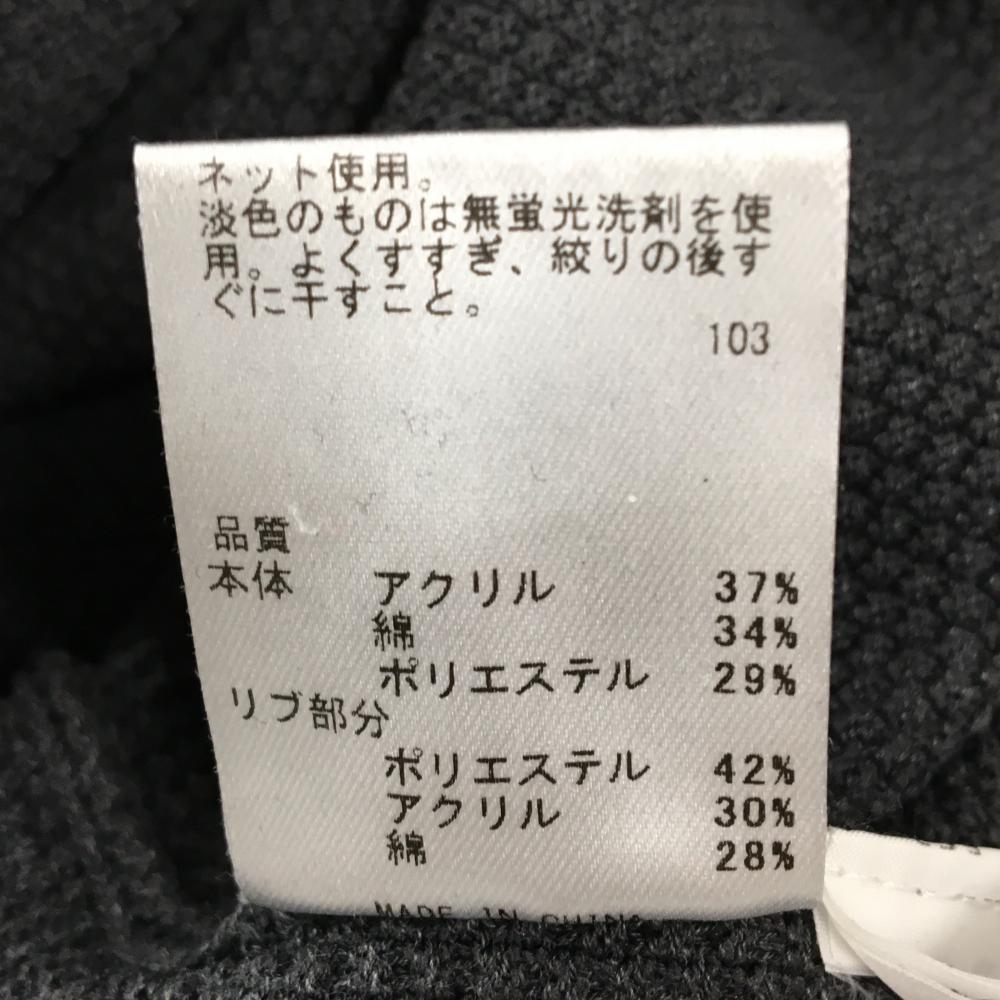 ネット使用。
淡色のものは無蛍光洗剤を使
用。よくすすぎ、絞りの後す
ぐに干すこと。
103
品質
本体 アクリル 37%
綿 34%
ポリエステル 29%
リブ部分
ポリエステル 42%
アクリル 30%
綿 28%
MADE IN CHINA